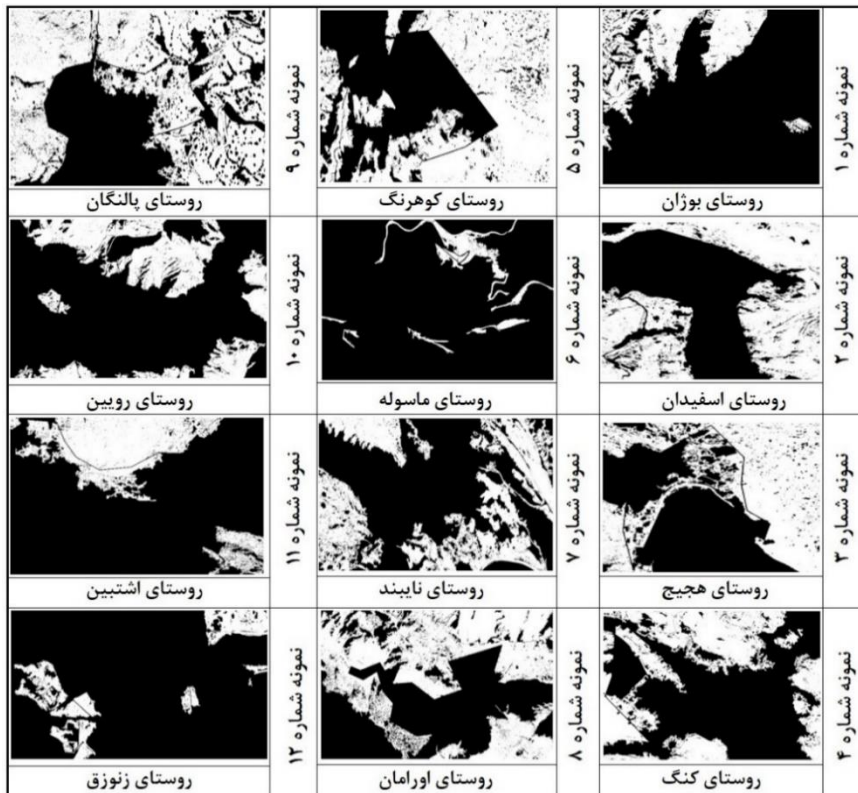 نمونه شماره ۱
روستای بوژان
نمونه شماره ۵
روستای کوهرنگ
نمونه شماره ۹
روستای پالنگان
نمونه شماره ۲
روستای اسفیدان
نمونه شماره ۶
روستای ماسوله
نمونه شماره ۱۰
روستای رویین
نمونه شماره ۳
روستای هجیج
نمونه شماره ۷
روستای نایبند
نمونه شماره ۱۱
روستای اشتبین
نمونه شماره ۴
روستای کنگ
نمونه شماره ۸
روستای اورامان
نمونه شماره ۱۲
روستای زنوزق